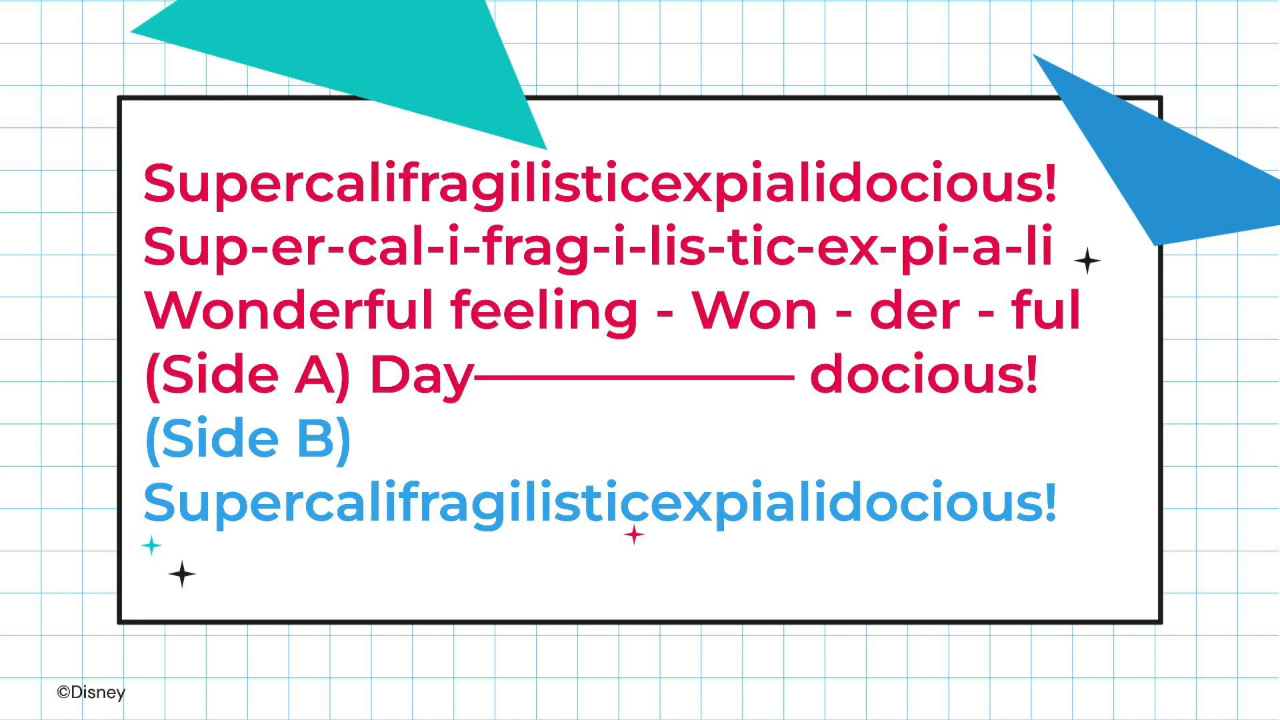 Supercalifragilisticexpialidocious!
Sup-er-cal-i-frag-i-lis-tic-ex-pi-a-li
Wonderful feeling - Won - der - ful
(Side A) Day—————— docious!
(Side B)
Supercalifragilisticexpialidocious!
©Disney